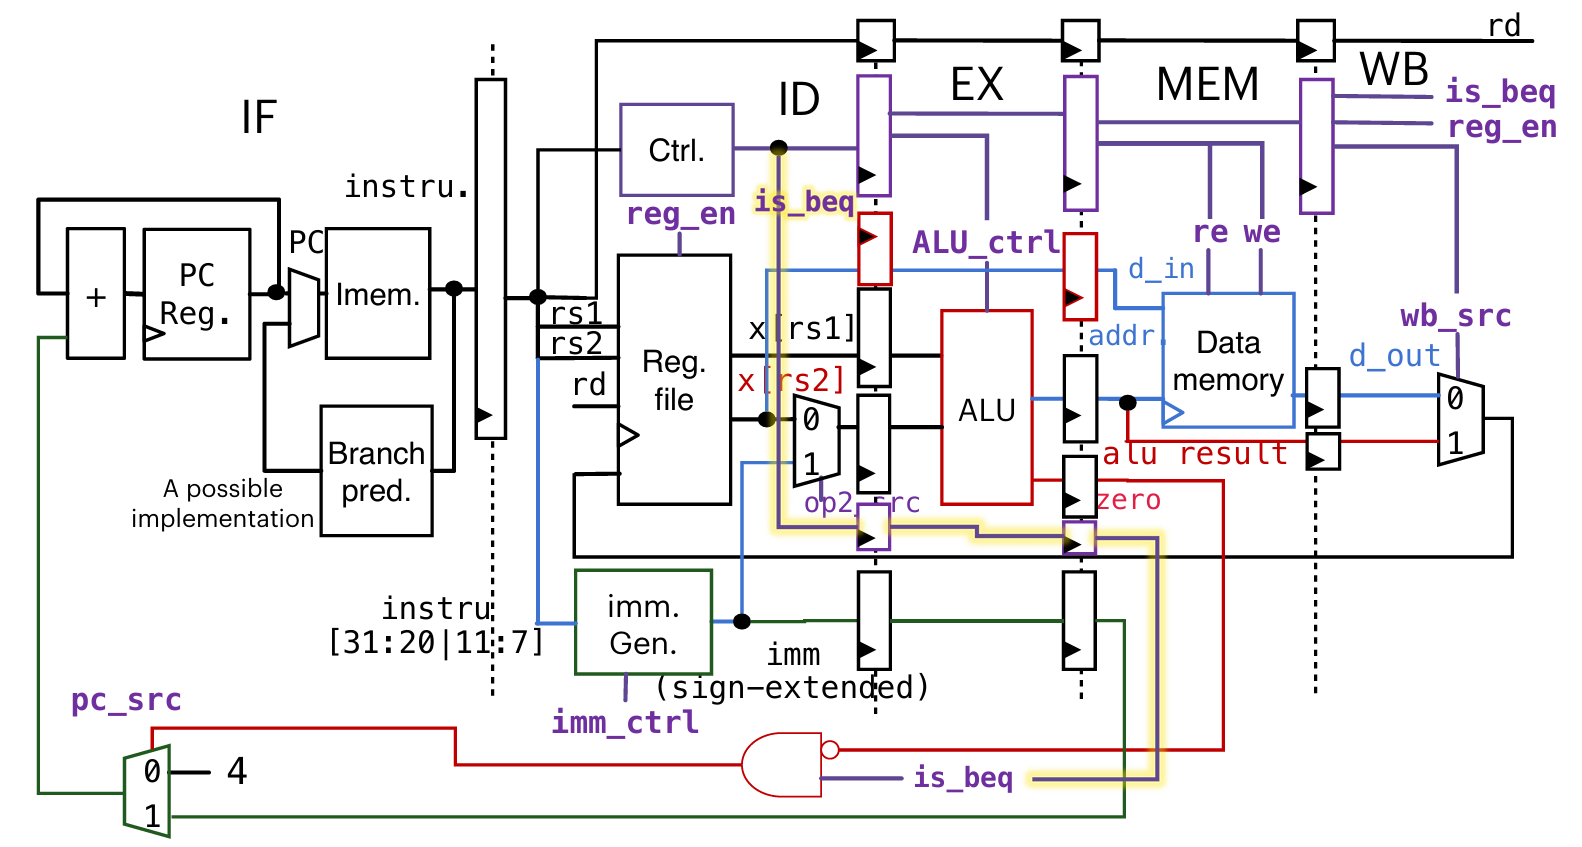 rd
IF
ID
EX
MEM
WB
is_beq
reg_en
Ctrl.
instru.
reg_en
is_beq
ALU_ctrl
re we
PC
d_in
+
PC
Reg.
Imem.
rs1
rs2
rd
Reg.
file
x[rs1]
x[rs2]
0
1
op2_src
ALU
addr.
Data
memory
wb_src
d_out
0
1
alu result
zero
Branch
pred.
A possible
implementation
instru
[31:20|11:7]
imm.
Gen.
imm
(sign-extended)
imm_ctrl
pc_src
0
4
1
is_beq